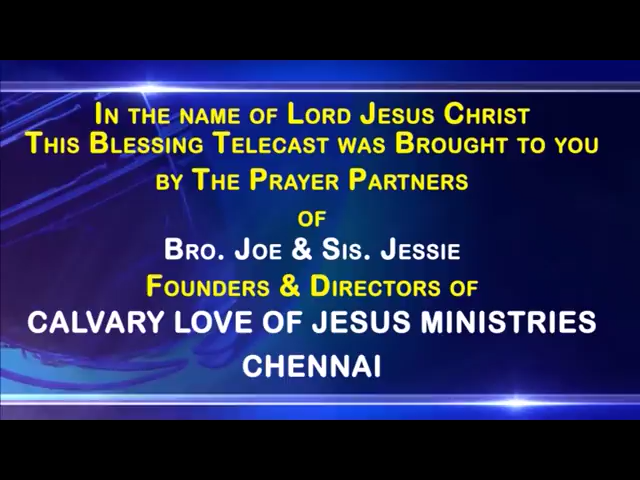 In the name of Lord Jesus Christ
This Blessing Telecast was Brought to you
by The Prayer Partners
of
Bro. Joe & Sis. Jessie
Founders & Directors of
CALVARY LOVE OF JESUS MINISTRIES
CHENNAI